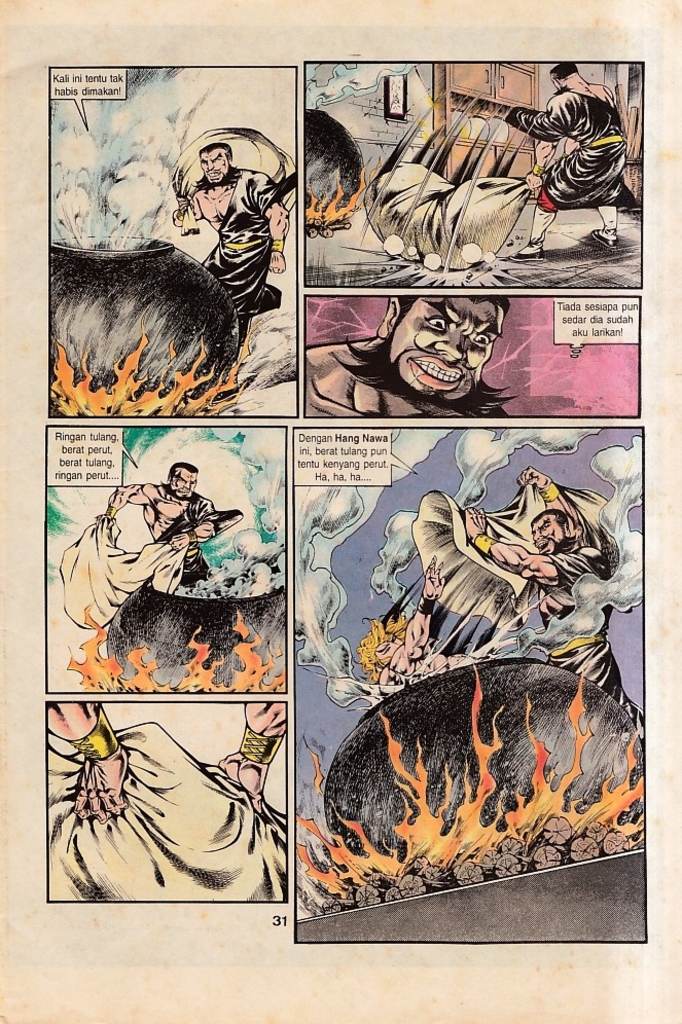 Kali ini tentu tak
habis dimakan!
Tiada sesiapa pun
sedar dia sudah
aku larikan!
Ringan tulang,
berat perut,
berat tulang,
ringan perut....
Dengan Hang Nawa
ini, berat tulang pun
tentu kenyang perut.
Ha, ha, ha....
31